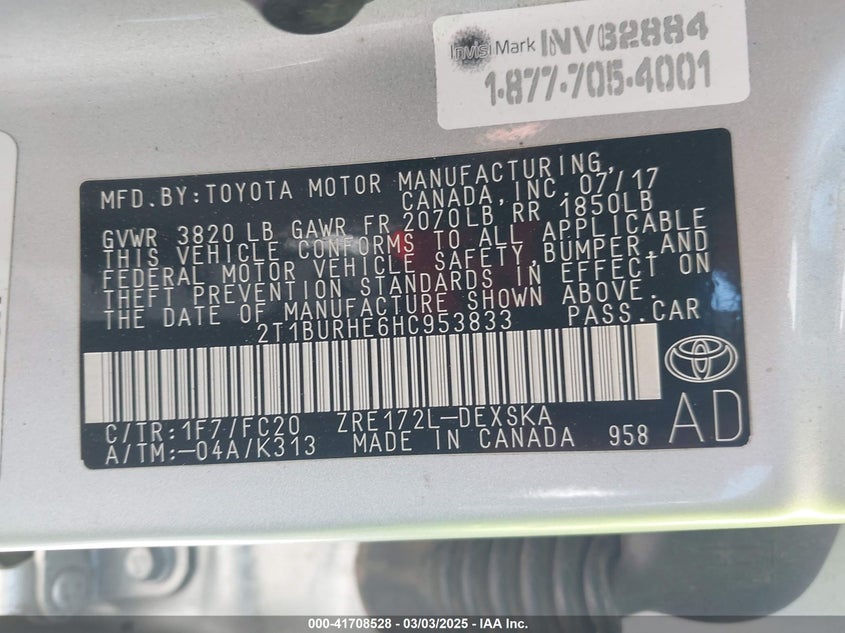 InvisiMark INV62884
1-877-705-4001
MFD.BY:TOYOTA MOTOR MANUFACTURING,
CANADA,INC. 07/17
GVWR 3820 LB GAWR FR 2070LB RR 1850LB
THIS VEHICLE CONFORMS TO ALL APPLICABLE
FEDERAL MOTOR VEHICLE SAFETY,BUMPER,AND
THEFT PREVENTION STANDARDS IN EFFECT ON
THE DATE OF MANUFACTURE SHOWN ABOVE.
2T1BURHE6HC953833 PASS.CAR
C/TR:1F7/FC20 ZRE172L-DEXSKA
A/TM:-04A/K313 MADE IN CANADA 958
AD
000-41708528 - 03/03/2025 - IAA Inc.